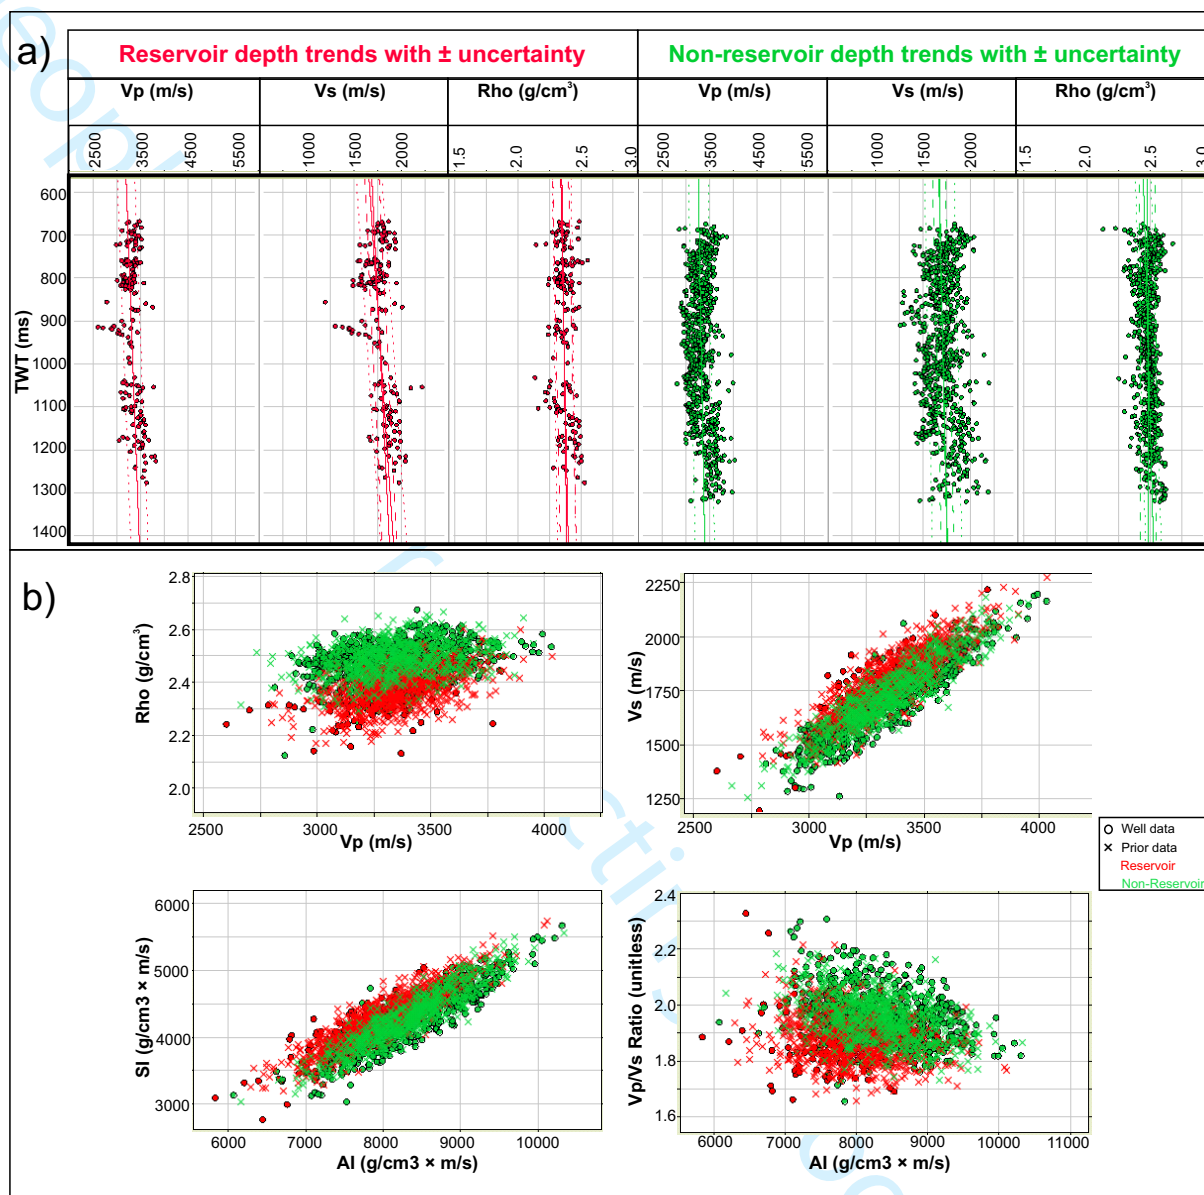 a)
Reservoir depth trends with ± uncertainty
Non-reservoir depth trends with ± uncertainty
Vp (m/s)
Vs (m/s)
Rho (g/cm³)
Vp (m/s)
Vs (m/s)
Rho (g/cm³)
2500 3500 4500 5500
1000 1500 2000
1.5 2.0 2.5 3.0
2500 3500 4500 5500
1000 1500 2000
1.5 2.0 2.5 3.0
TWT (ms)
600
700
800
900
1000
1100
1200
1300
1400
b)
Rho (g/cm³)
2.8
2.6
2.4
2.2
2.0
2500 3000 3500 4000
Vp (m/s)
Vs (m/s)
2250
2000
1750
1500
1250
2500 3000 3500 4000
Vp (m/s)
O Well data
× Prior data
Reservoir
Non-Reservoir
SI (g/cm3 × m/s)
6000
5000
4000
3000
6000 7000 8000 9000 10000
AI (g/cm3 × m/s)
Vp/Vs Ratio (unitless)
2.4
2.2
2.0
1.8
1.6
6000 7000 8000 9000 10000 11000
AI (g/cm3 × m/s)